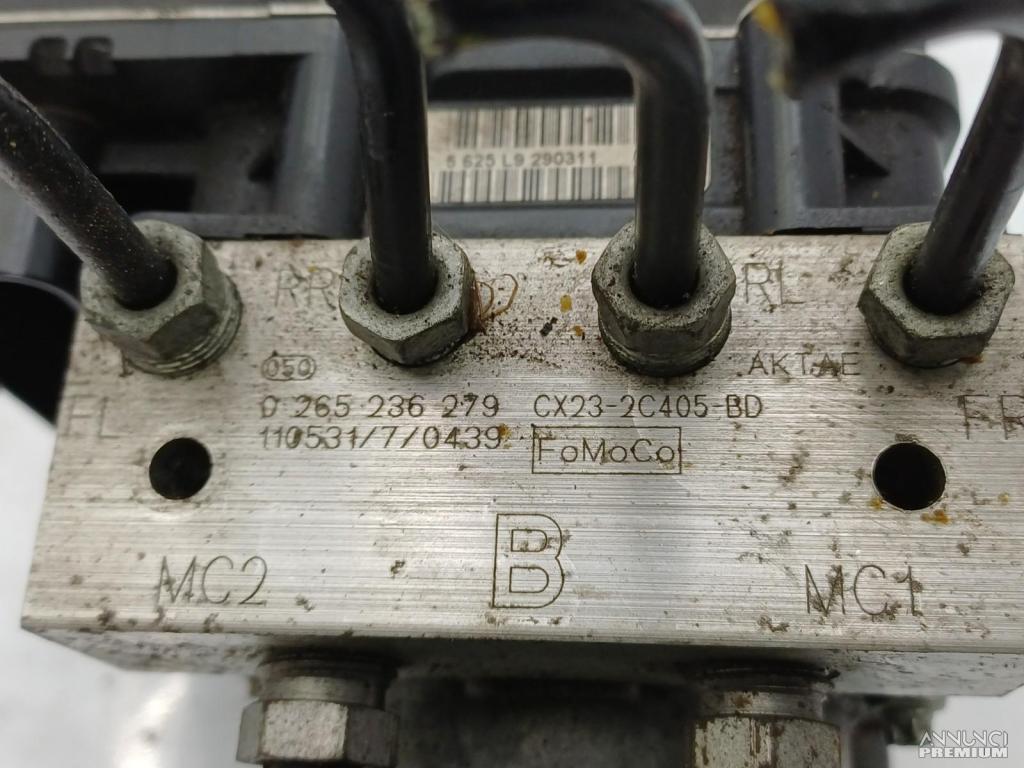 5 625 L9 290311
RR
RL
050
AKTAE
0 265 236 279 CX23-2C405-BD
FL
FR
110531/7/0439
FoMoCo
B
MC2
MC1
ANNUNCI
PREMIUM